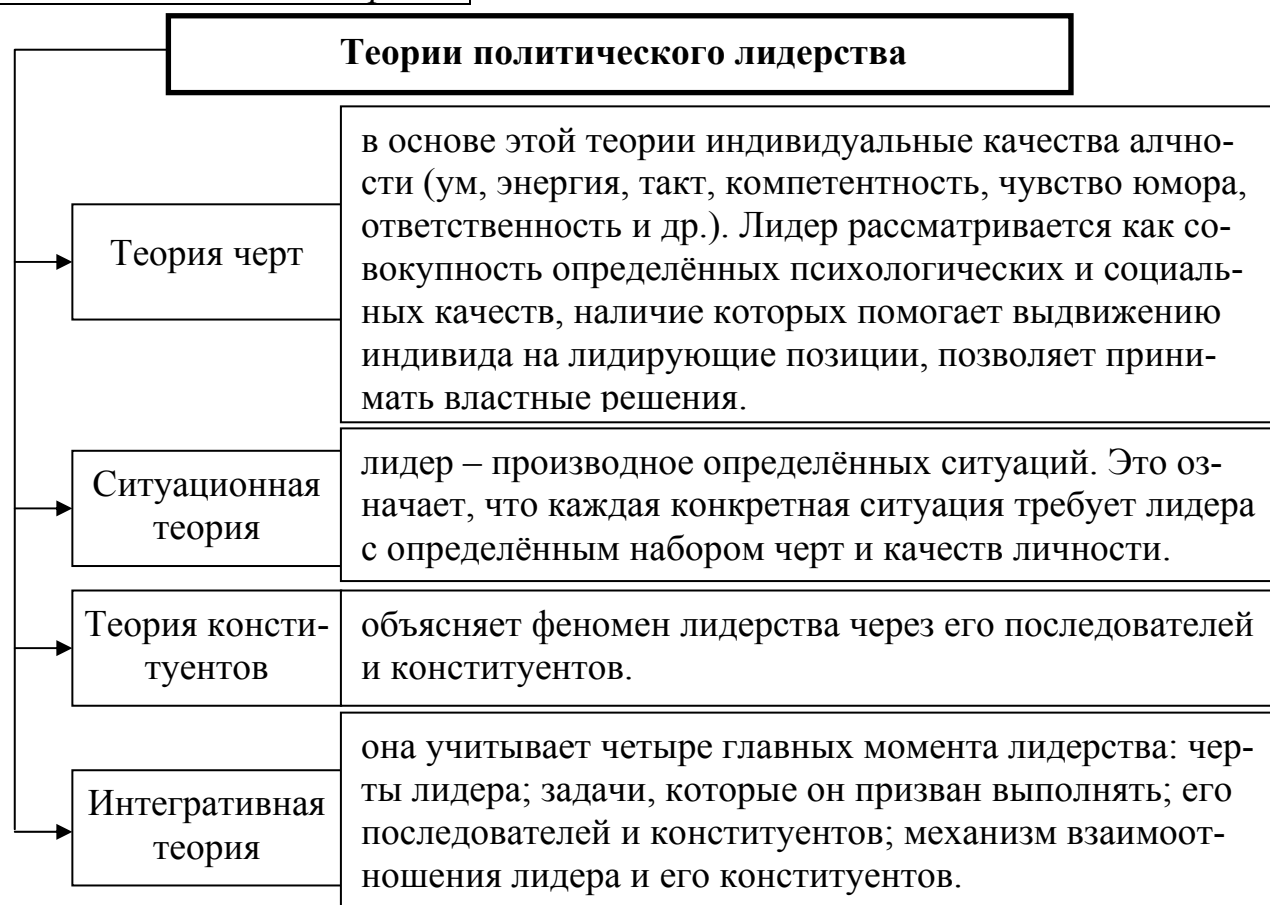 Теории политического лидерства
Теория черт
в основе этой теории индивидуальные качества алчно-
сти (ум, энергия, такт, компетентность, чувство юмора,
ответственность и др.). Лидер рассматривается как со-
вокупность определённых психологических и социаль-
ных качеств, наличие которых помогает выдвижению
индивида на лидирующие позиции, позволяет прини-
мать властные решения.
Ситуационная
теория
лидер – производное определённых ситуаций. Это оз-
начает, что каждая конкретная ситуация требует лидера
с определённым набором черт и качеств личности.
Теория консти-
туентов
объясняет феномен лидерства через его последователей
и конституентов.
Интегративная
теория
она учитывает четыре главных момента лидерства: чер-
ты лидера; задачи, которые он призван выполнять; его
последователей и конституентов; механизм взаимоот-
ношения лидера и его конституентов.